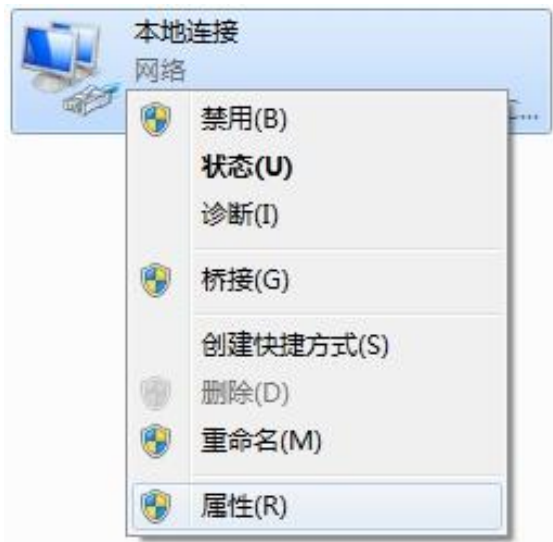 本地连接
网络
禁用(B)
状态(U)
诊断(I)
桥接(G)
创建快捷方式(S)
删除(D)
重命名(M)
属性(R)